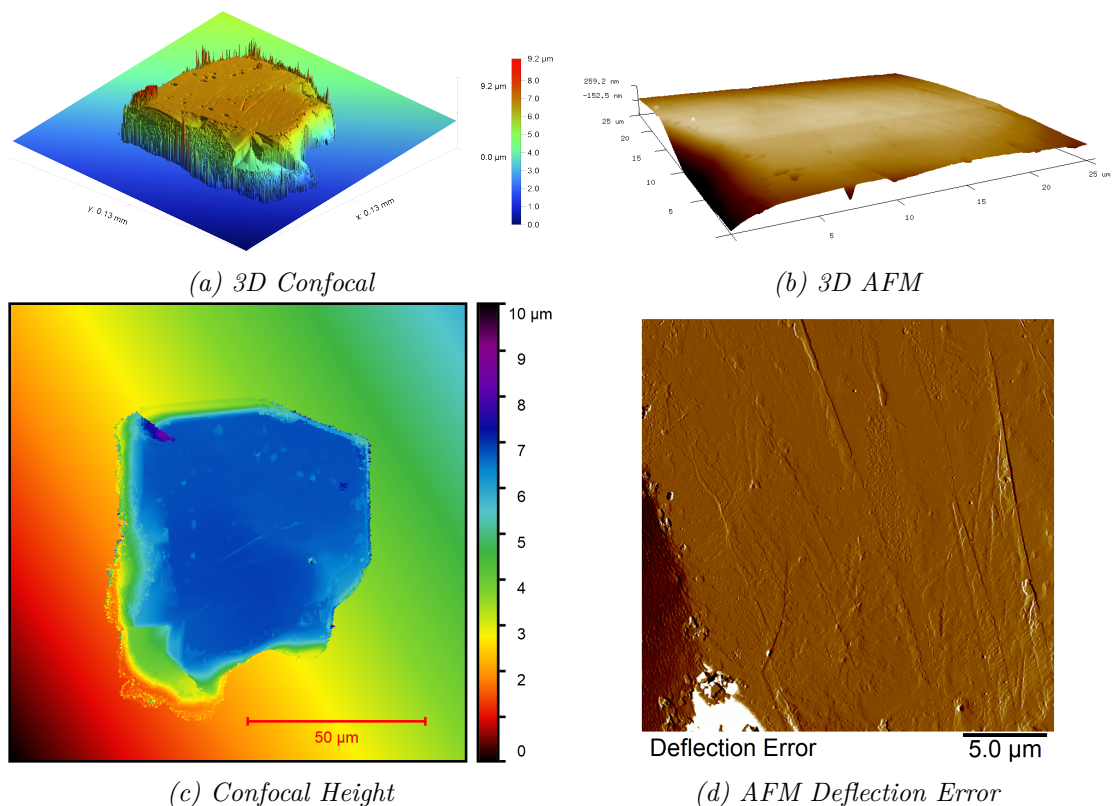 9.2 µm
0.0 µm
y: 0.13 mm
x: 0.13 mm
9.2 µm
8.0
7.0
6.0
5.0
4.0
3.0
2.0
1.0
0.0
(a) 3D Confocal
259.2 nm
-152.5 nm
25 um
20
15
10
5
5
10
15
20
25 um
(b) 3D AFM
10 µm
9
8
7
6
5
4
3
2
1
0
50 µm
(c) Confocal Height
Deflection Error
5.0 µm
(d) AFM Deflection Error